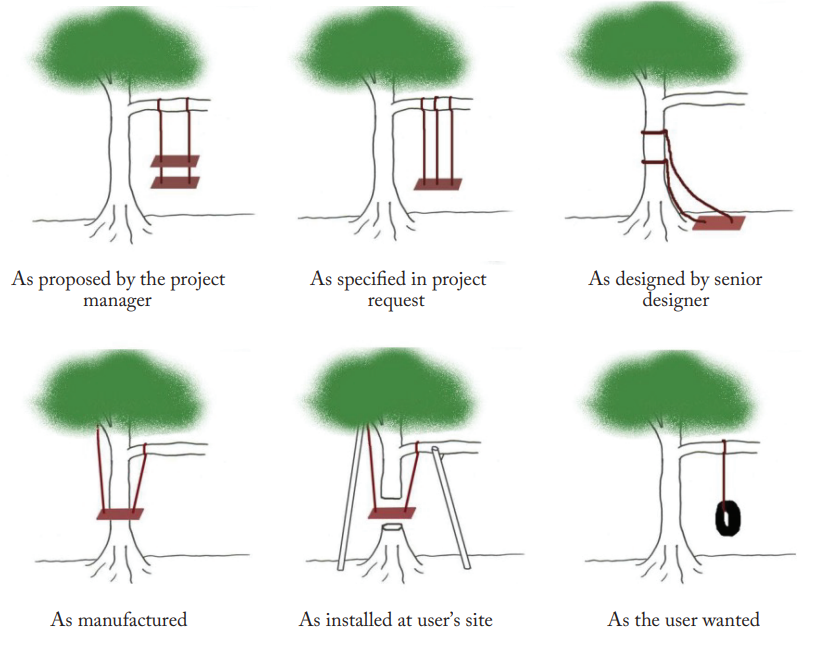 As proposed by the project
manager
As specified in project
request
As designed by senior
designer
As manufactured
As installed at user’s site
As the user wanted